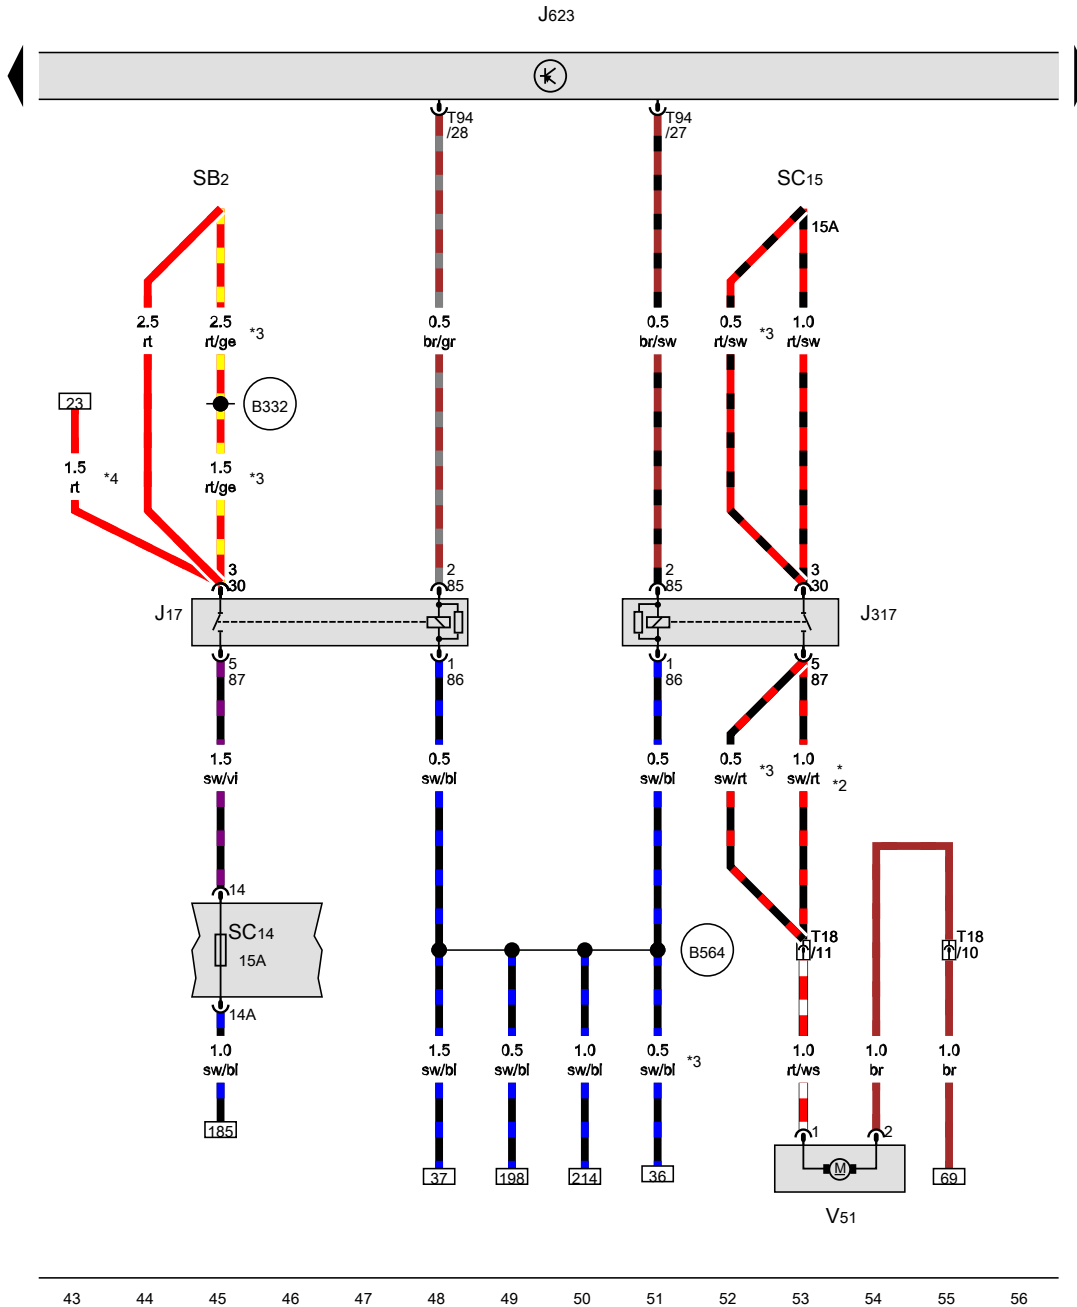 J623
T94
/28
T94
/27
SB2
SC15
15A
2.5
rt
2.5
rt/ge
*3
0.5
br/gr
0.5
br/sw
0.5
rt/sw
*3
1.0
rt/sw
23
B332
1.5
rt
*4
1.5
rt/ge
*3
3
30
2
85
2
85
3
30
J17
J317
5
87
1
86
1
86
5
87
1.5
sw/vi
0.5
sw/bl
0.5
sw/bl
0.5
sw/rt
*3
1.0
sw/rt
*
*2
14
SC14
15A
14A
B564
T18
/11
T18
/10
1.0
sw/bl
1.5
sw/bl
0.5
sw/bl
1.0
sw/bl
0.5
sw/bl
*3
1.0
rt/ws
1.0
br
1.0
br
185
1
2
37
198
214
36
M
69
V51
43 44 45 46 47 48 49 50 51 52 53 54 55 56